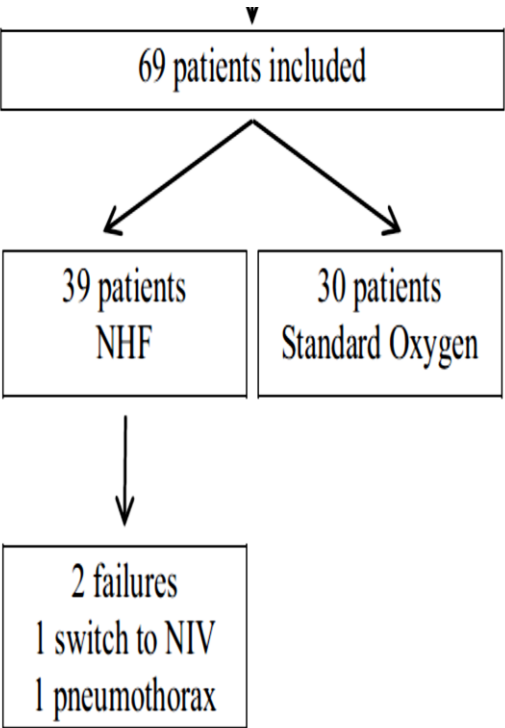 69 patients included
39 patients
NHF
30 patients
Standard Oxygen
2 failures
1 switch to NIV
1 pneumothorax